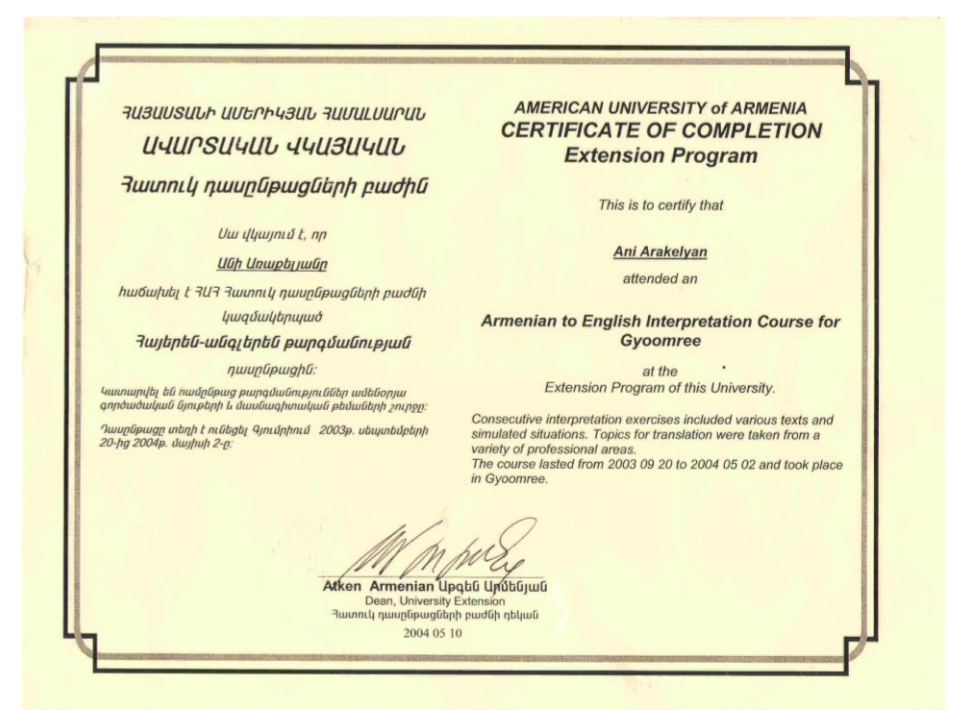 ՀԱՅԱՍՏԱՆԻ ԱՄԵՐԻԿՅԱՆ ՀԱՄԱԼՍԱՐԱՆ
ԱՎԱՐՏԱԿԱՆ ՎԿԱՅԱԿԱՆ
Հատուկ դասընթացների բաժին
Սա վկայում է, որ
Անի Առաքելյանը
հաճախել է ՀԱՀ Հատուկ դասընթացների բաժնի
կազմակերպած
Հայերեն-անգլերեն թարգմանության
դասընթացին:
Կատարվել են համընթաց թարգմանություններ ամենօրյա
գործածական նյութերի և մասնագիտական թեմաների շուրջը:
Դասընթացը տեղի է ունեցել Գյումրիում 2003թ. սեպտեմբերի
20-ից 2004թ. մայիսի 2-ը:
AMERICAN UNIVERSITY of ARMENIA
CERTIFICATE OF COMPLETION
Extension Program
This is to certify that
Ani Arakelyan
attended an
Armenian to English Interpretation Course for
Gyoomree
at the
Extension Program of this University.
Consecutive interpretation exercises included various texts and
simulated situations. Topics for translation were taken from a
variety of professional areas.
The course lasted from 2003 09 20 to 2004 05 02 and took place
in Gyoomree.
Armenian Արմենյան
Dean, University Extension
Հատուկ դասընթացների բաժնի դեկան
2004 05 10